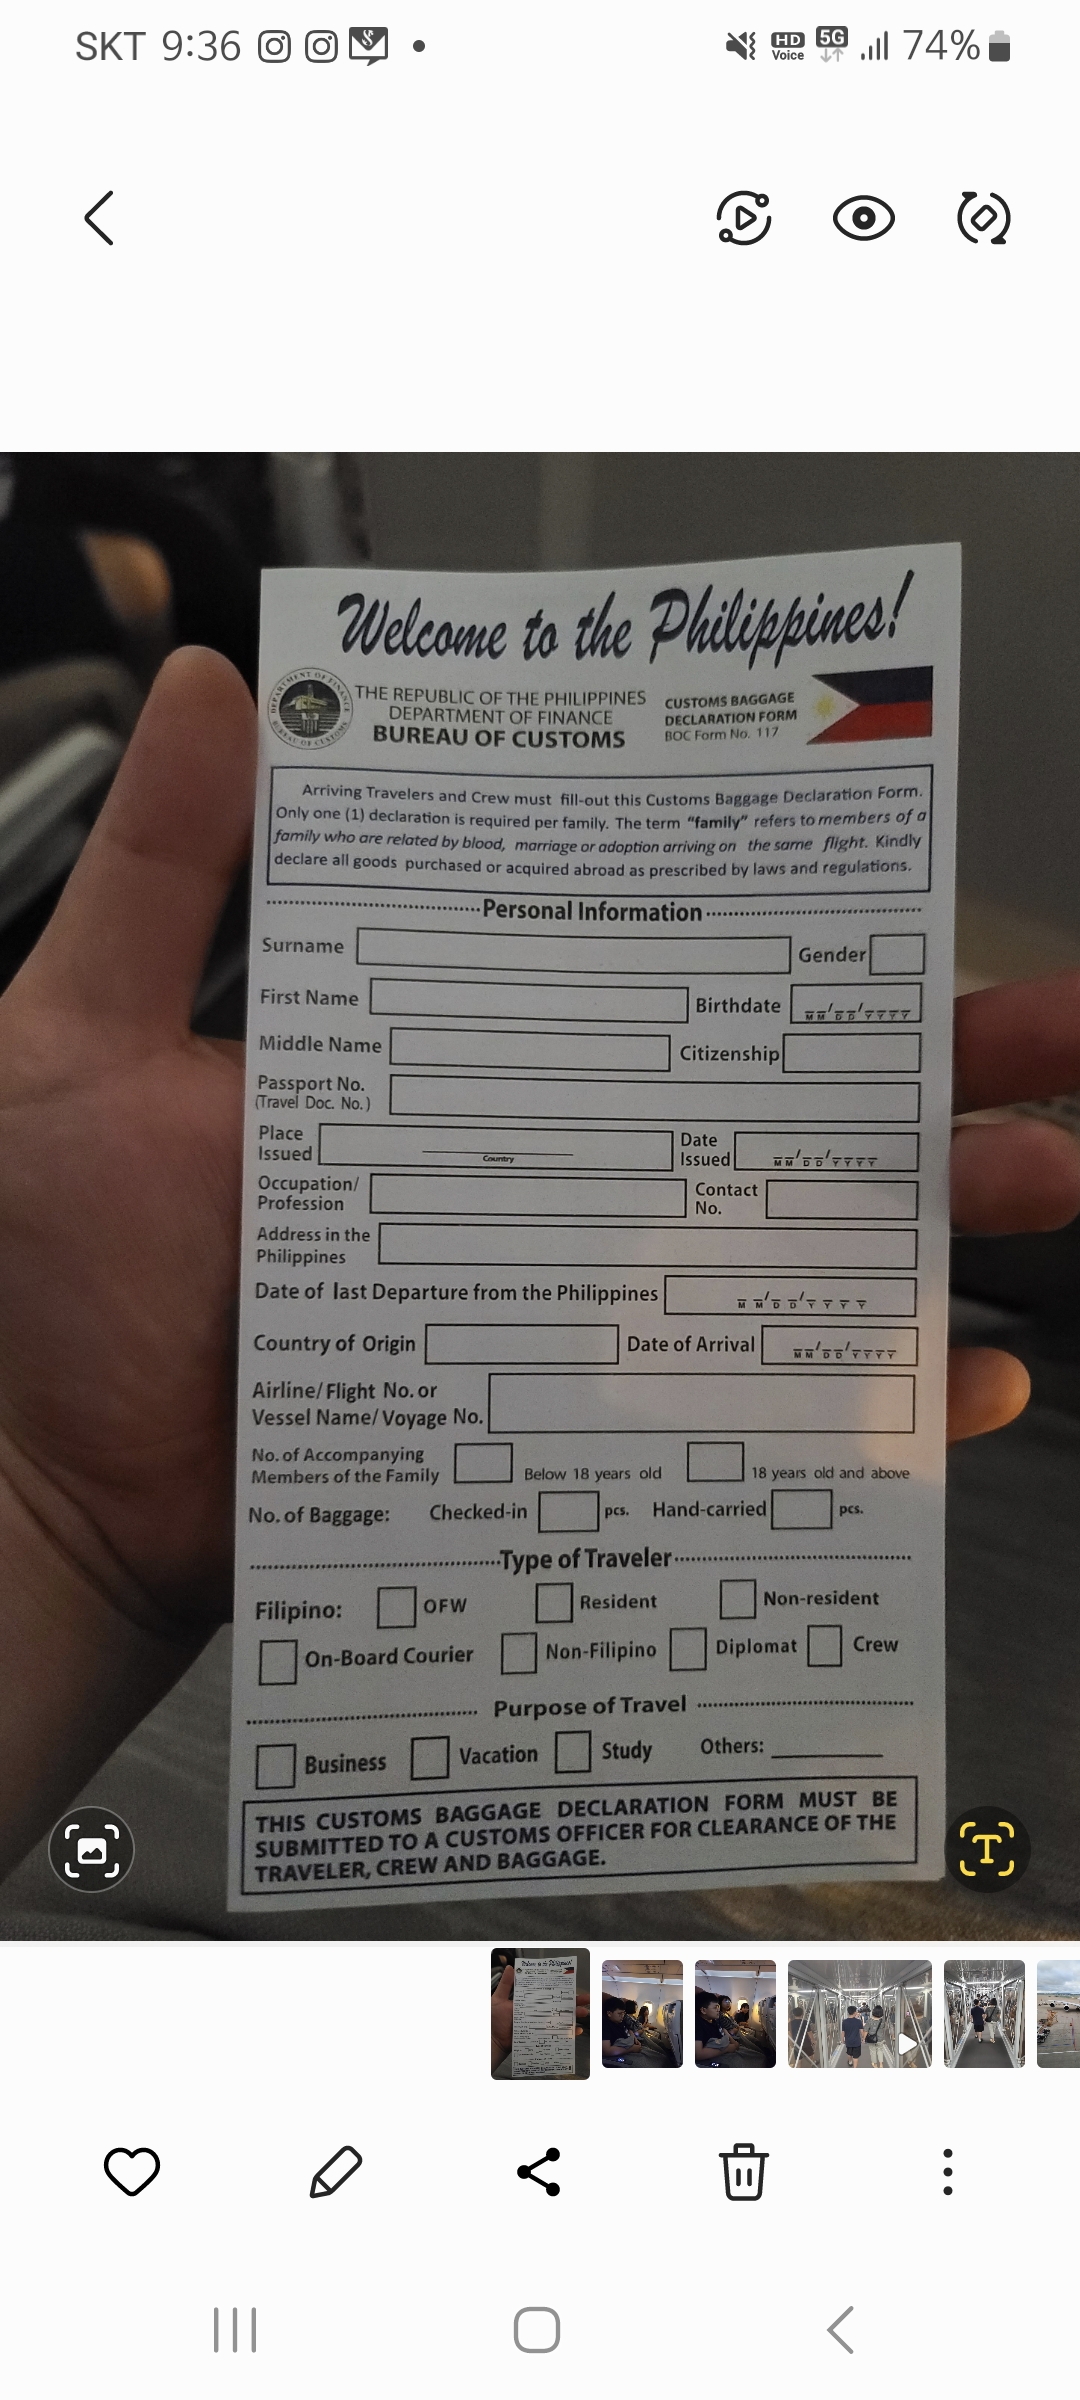 SKT 9:36
HD Voice 5G 74%
Welcome to the Philippines!
THE REPUBLIC OF THE PHILIPPINES
DEPARTMENT OF FINANCE
BUREAU OF CUSTOMS
CUSTOMS BAGGAGE
DECLARATION FORM
BOC Form No. 117
DEPARTMENT OF FINANCE
BUREAU OF CUSTOMS
Arriving Travelers and Crew must fill-out this Customs Baggage Declaration Form.
Only one (1) declaration is required per family. The term "family" refers to members of a
family who are related by blood, marriage or adoption arriving on the same flight. Kindly
declare all goods purchased or acquired abroad as prescribed by laws and regulations.
Personal Information
Surname Gender
First Name Birthdate MM/DD/YYYY
Middle Name Citizenship
Passport No.
(Travel Doc. No.)
Place Issued Country Date Issued MM/DD/YYYY
Occupation/
Profession Contact No.
Address in the
Philippines
Date of last Departure from the Philippines MM/DD/YYYY
Country of Origin Date of Arrival MM/DD/YYYY
Airline/Flight No. or
Vessel Name/Voyage No.
No. of Accompanying
Members of the Family Below 18 years old 18 years old and above
No. of Baggage: Checked-in pcs. Hand-carried pcs.
Type of Traveler
Filipino: OFW Resident Non-resident
On-Board Courier Non-Filipino Diplomat Crew
Purpose of Travel
Business Vacation Study Others:
THIS CUSTOMS BAGGAGE DECLARATION FORM MUST BE
SUBMITTED TO A CUSTOMS OFFICER FOR CLEARANCE OF THE
TRAVELER, CREW AND BAGGAGE.
T